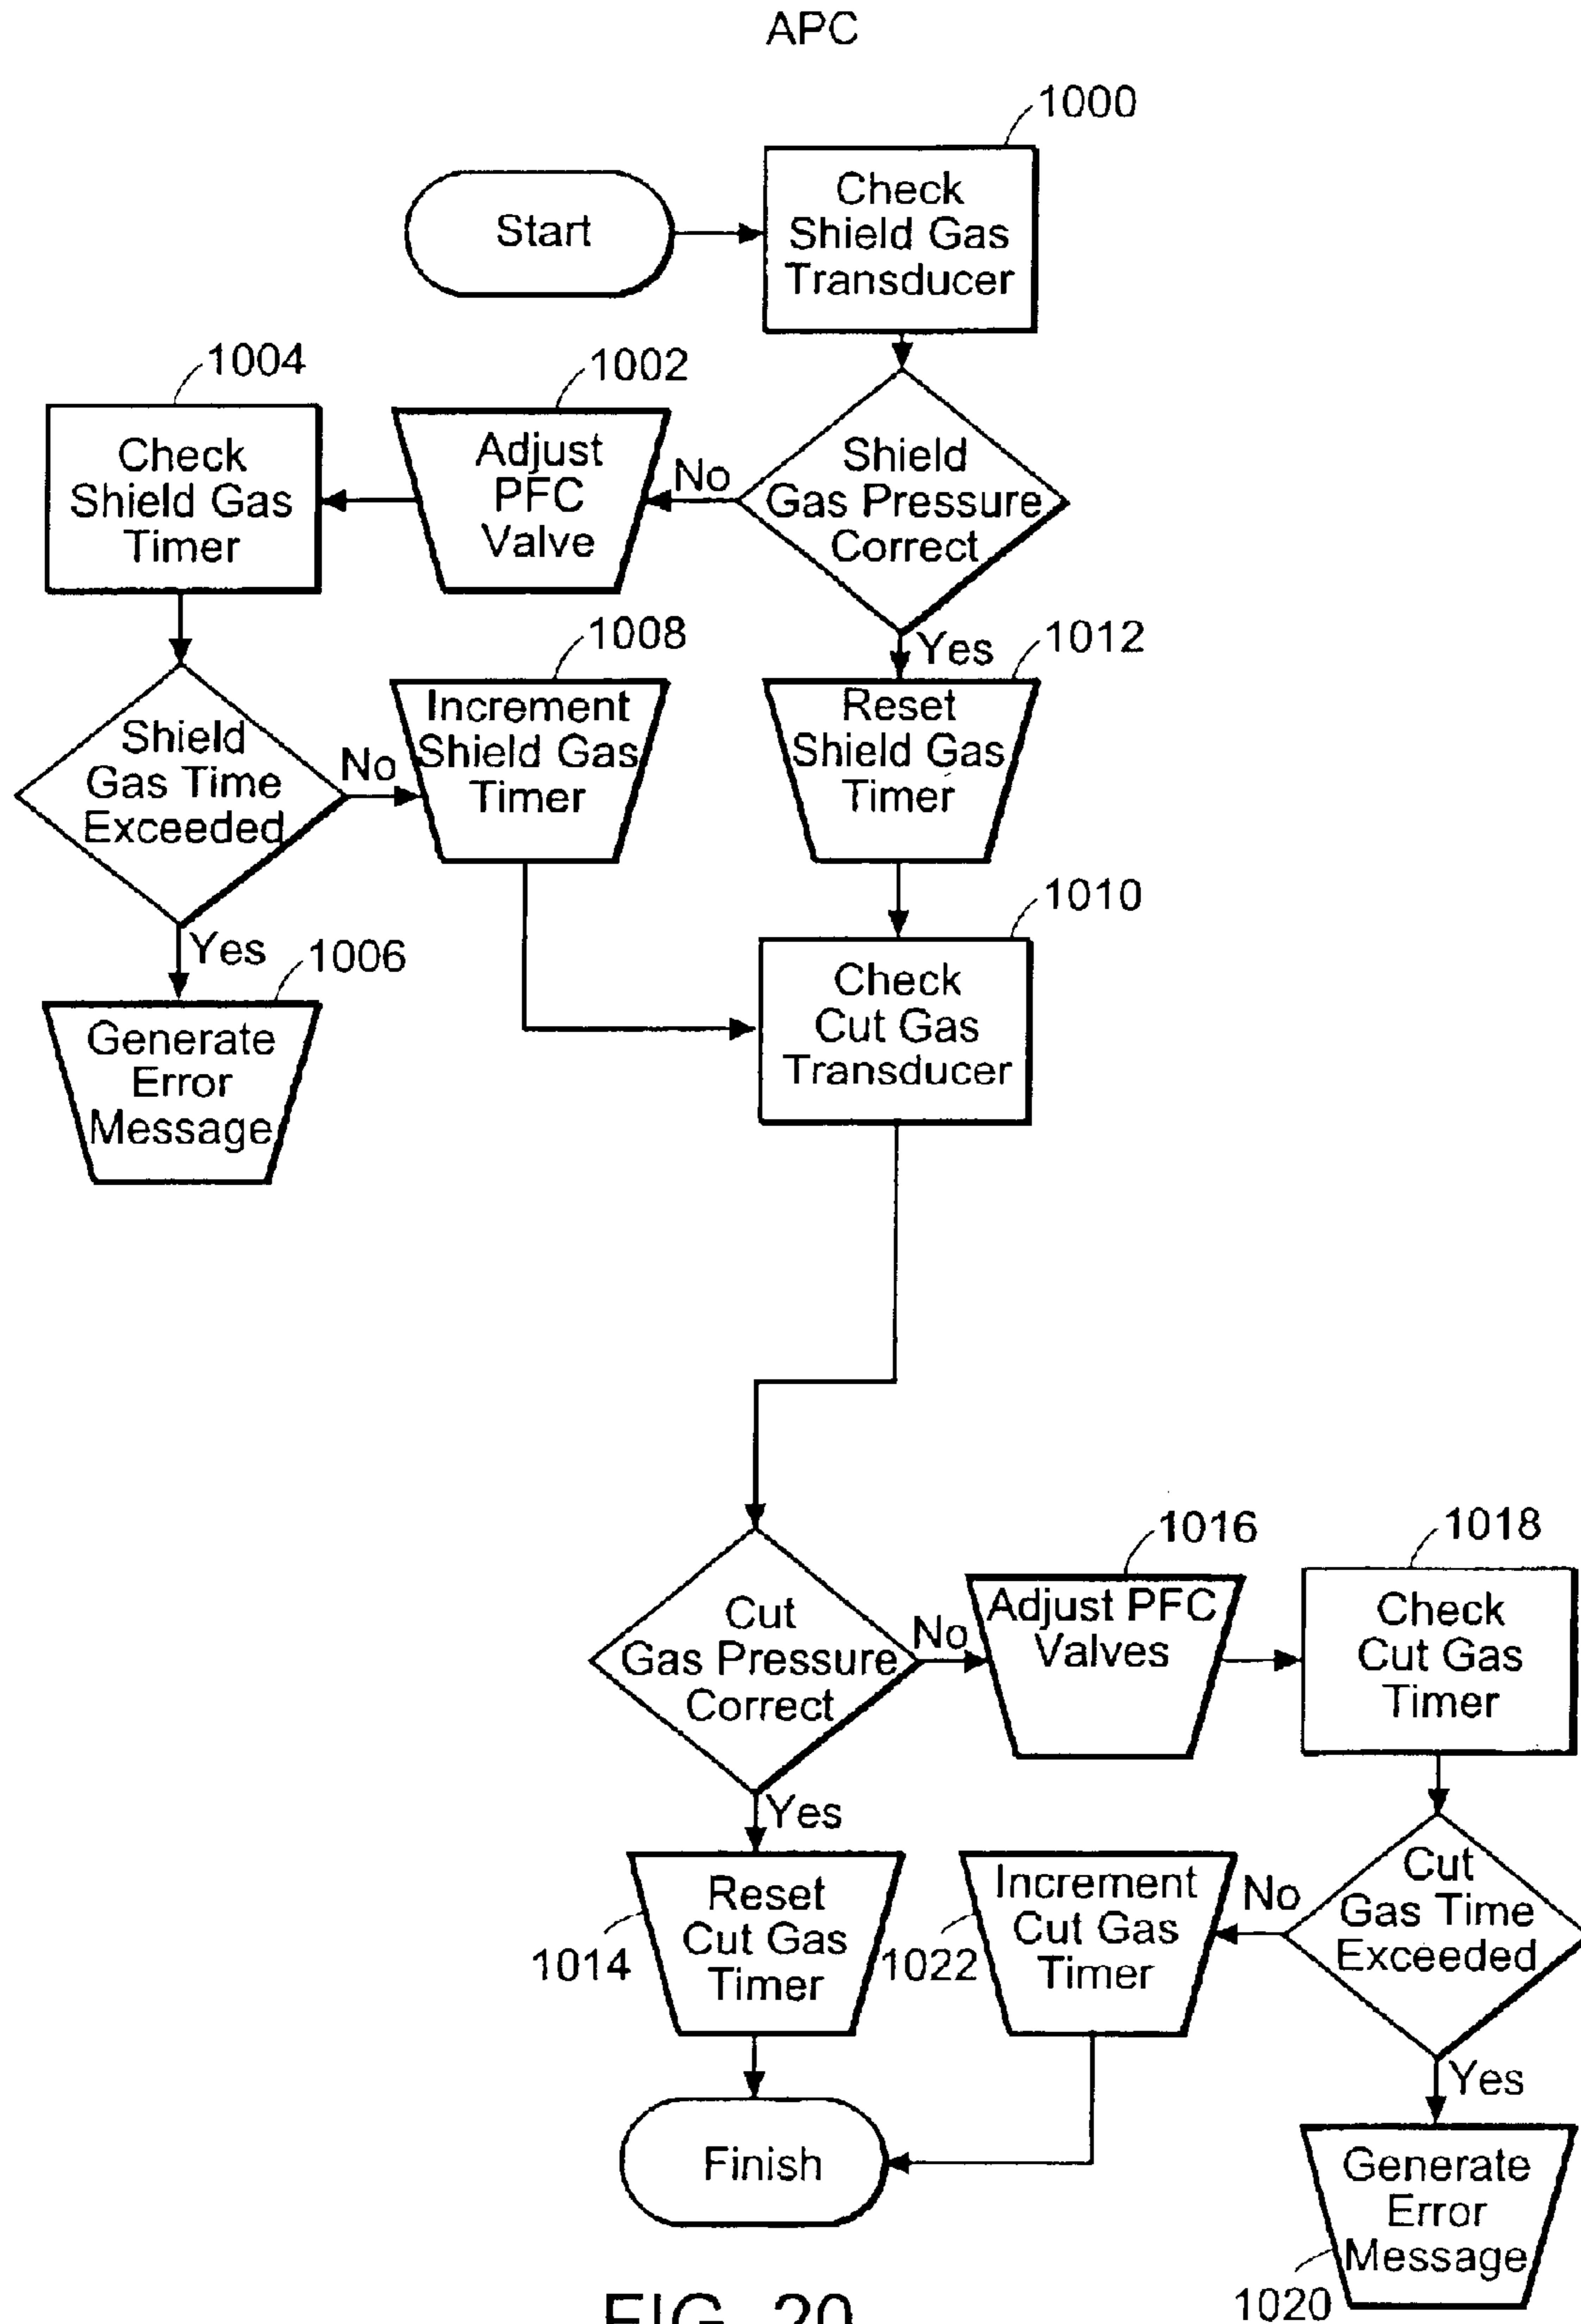 APC
1000
Start
Check
Shield Gas
Transducer
1004
1002
Check
Shield Gas
Timer
Adjust
PFC
Valve
No
Shield
Gas Pressure
Correct
1008
Yes
1012
Shield
Gas Time
Exceeded
No
Increment
Shield Gas
Timer
Reset
Shield Gas
Timer
Yes
1006
1010
Generate
Error
Message
Check
Cut Gas
Transducer
1016
1018
Cut
Gas Pressure
Correct
No
Adjust PFC
Valves
Check
Cut Gas
Timer
Yes
Reset
Cut Gas
Timer
1014
Increment
Cut Gas
Timer
1022
No
Cut
Gas Time
Exceeded
Yes
Finish
Generate
Error
Message
1020
FIG. 20